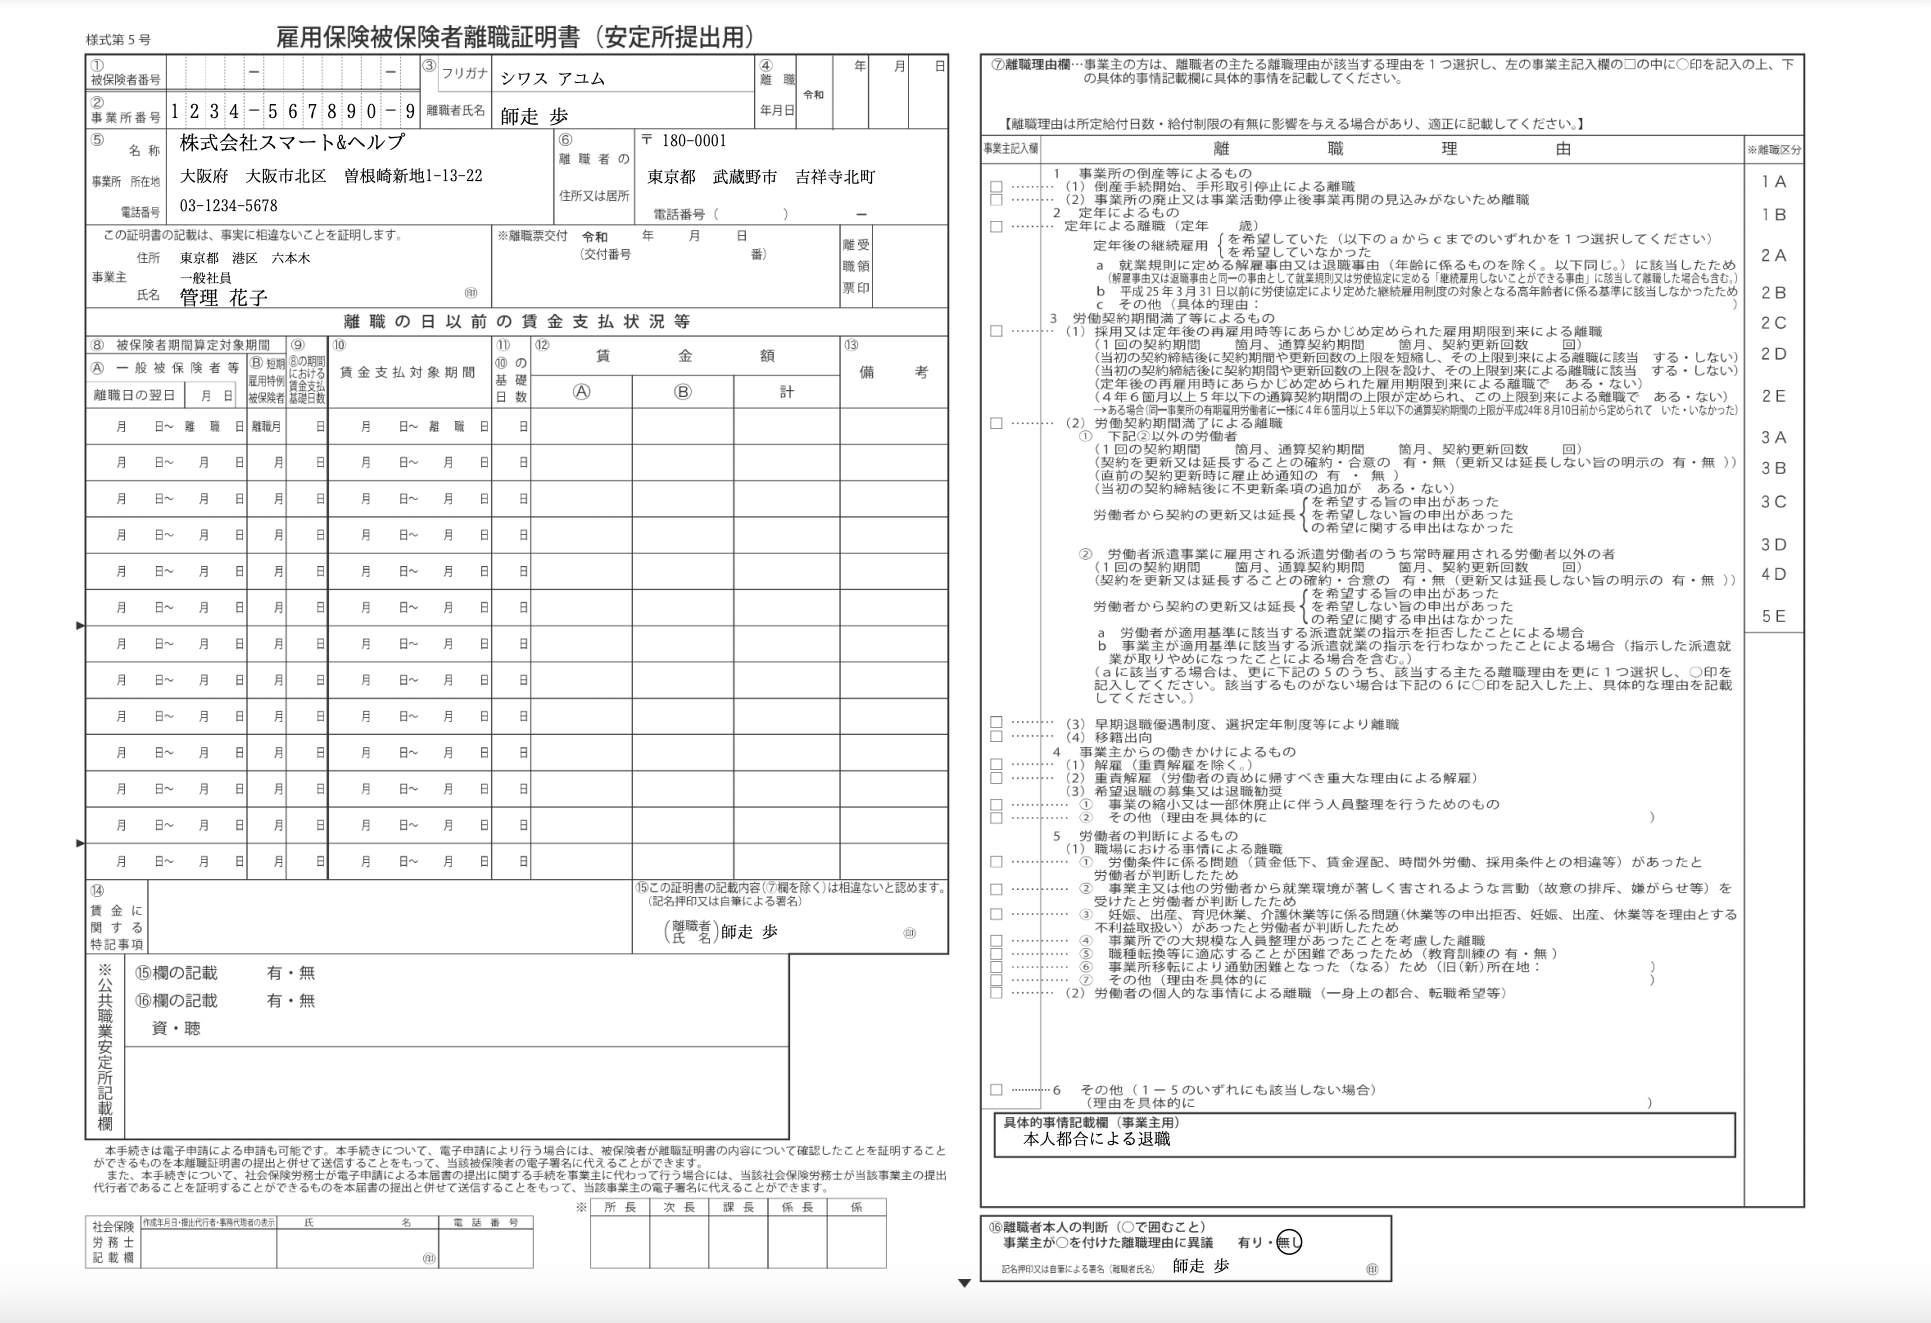 様式第5号
雇用保険被保険者離職証明書（安定所提出用）
① 被保険者番号 － －
② 事業所番号 1234-567890-9
③ フリガナ シワス アユム
離職者氏名 師走 歩
④ 離職年月日 令和 年 月 日
⑤ 名称 株式会社スマート&ヘルプ
事業所 所在地 大阪府 大阪市北区 曽根崎新地1-13-22
電話番号 03-1234-5678
⑥ 離職者の住所又は居所 〒 180-0001
東京都 武蔵野市 吉祥寺北町
電話番号（ ） －
この証明書の記載は、事実に相違ないことを証明します。
住所 東京都 港区 六本木
事業主 一般社員
氏名 管理 花子 ㊞
※離職票交付 令和 年 月 日
（交付番号 番）
離職票 受領印
離職の日以前の賃金支払状況等
⑧ 被保険者期間算定対象期間
Ⓐ 一般被保険者等
離職日の翌日 月 日
Ⓑ 短期雇用特例被保険者
⑨ ⑧の期間における賃金支払基礎日数
⑩ 賃金支払対象期間
⑪ ⑩の基礎日数
⑫ 賃金額
Ⓐ Ⓑ 計
⑬ 備考
月 日～ 離職日 離職月 日 月 日～ 離職日 日
月 日～ 月 日 月 日 月 日～ 月 日 日
月 日～ 月 日 月 日 月 日～ 月 日 日
月 日～ 月 日 月 日 月 日～ 月 日 日
月 日～ 月 日 月 日 月 日～ 月 日 日
月 日～ 月 日 月 日 月 日～ 月 日 日
月 日～ 月 日 月 日 月 日～ 月 日 日
月 日～ 月 日 月 日 月 日～ 月 日 日
月 日～ 月 日 月 日 月 日～ 月 日 日
月 日～ 月 日 月 日 月 日～ 月 日 日
月 日～ 月 日 月 日 月 日～ 月 日 日
月 日～ 月 日 月 日 月 日～ 月 日 日
月 日～ 月 日 月 日 月 日～ 月 日 日
⑭ 賃金に関する特記事項
⑮この証明書の記載内容（⑦欄を除く）は相違ないと認めます。
（記名押印又は自筆による署名）
（離職者氏名） 師走 歩 ㊞
※公共職業安定所記載欄
⑮欄の記載 有・無
⑯欄の記載 有・無
資・聴
本手続きは電子申請による申請も可能です。本手続きについて、電子申請により行う場合には、被保険者が離職証明書の内容について確認したことを証明すること
ができるものを本離職証明書の提出と併せて送信することをもって、当該被保険者の電子署名に代えることができます。
また、本手続きについて、社会保険労務士が電子申請による本届書の提出に関する手続を事業主に代わって行う場合には、当該社会保険労務士が当該事業主の提出
代行者であることを証明することができるものを本届書の提出と併せて送信することをもって、当該事業主の電子署名に代えることができます。
社会保険労務士記載欄 作成年月日・提出代行者・事務代理者の表示 氏名 電話番号
㊞
※ 所長 次長 課長 係長 係
⑦離職理由欄…事業主の方は、離職者の主たる離職理由が該当する理由を1つ選択し、左の事業主記入欄の□の中に○印を記入の上、下
の具体的事情記載欄に具体的事情を記載してください。
【離職理由は所定給付日数・給付制限の有無に影響を与える場合があり、適正に記載してください。】
事業主記入欄 離職理由 ※離職区分
1 事業所の倒産等によるもの
□ ………（1）倒産手続開始、手形取引停止による離職
□ ………（2）事業所の廃止又は事業活動停止後事業再開の見込みがないため離職
2 定年によるもの
□ ……… 定年による離職（定年 歳）
定年後の継続雇用 {を希望していた（以下のaからcまでのいずれかを1つ選択してください）
{を希望していなかった
a 就業規則に定める解雇事由又は退職事由（年齢に係るものを除く。以下同じ。）に該当したため
（解雇事由又は退職事由と同一の事由として就業規則又は労使協定に定める「継続雇用しないことができる事由」に該当して離職した場合も含む。）
b 平成25年3月31日以前に労使協定により定めた継続雇用制度の対象となる高年齢者に係る基準に該当しなかったため
c その他（具体的理由： ）
3 労働契約期間満了等によるもの
□ ………（1）採用又は定年後の再雇用時等にあらかじめ定められた雇用期限到来による離職
（1回の契約期間 箇月、通算契約期間 箇月、契約更新回数 回）
（当初の契約締結後に契約期間や更新回数の上限を短縮し、その上限到来による離職に該当 する・しない）
（当初の契約締結後に契約期間や更新回数の上限を設け、その上限到来による離職に該当 する・しない）
（定年後の再雇用時にあらかじめ定められた雇用期限到来による離職で ある・ない）
（4年6箇月以上5年以下の通算契約期間の上限が定められ、この上限到来による離職で ある・ない）
→ある場合（同一事業所の有期雇用労働者に一様に4年6箇月以上5年以下の通算契約期間の上限が平成24年8月10日前から定められて いた・いなかった）
□ ………（2）労働契約期間満了による離職
① 下記②以外の労働者
（1回の契約期間 箇月、通算契約期間 箇月、契約更新回数 回）
（契約を更新又は延長することの確約・合意の 有・無（更新又は延長しない旨の明示の 有・無 ））
（直前の契約更新時に雇止め通知の 有 ・ 無 ）
（当初の契約締結後に不更新条項の追加が ある・ない）
{を希望する旨の申出があった
労働者から契約の更新又は延長{を希望しない旨の申出があった
{の希望に関する申出はなかった
② 労働者派遣事業に雇用される派遣労働者のうち常時雇用される労働者以外の者
（1回の契約期間 箇月、通算契約期間 箇月、契約更新回数 回）
（契約を更新又は延長することの確約・合意の 有・無（更新又は延長しない旨の明示の 有・無 ））
{を希望する旨の申出があった
労働者から契約の更新又は延長{を希望しない旨の申出があった
{の希望に関する申出はなかった
a 労働者が適用基準に該当する派遣就業の指示を拒否したことによる場合
b 事業主が適用基準に該当する派遣就業の指示を行わなかったことによる場合（指示した派遣就
業が取りやめになったことによる場合を含む。）
（aに該当する場合は、更に下記の5のうち、該当する主たる離職理由を更に1つ選択し、○印を
記入してください。該当するものがない場合は下記の6に○印を記入した上、具体的な理由を記載
してください。）
□ ………（3）早期退職優遇制度、選択定年制度等により離職
□ ………（4）移籍出向
4 事業主からの働きかけによるもの
□ ………（1）解雇（重責解雇を除く。）
□ ………（2）重責解雇（労働者の責めに帰すべき重大な理由による解雇）
（3）希望退職の募集又は退職勧奨
□ ………… ① 事業の縮小又は一部休廃止に伴う人員整理を行うためのもの
□ ………… ② その他（理由を具体的に ）
5 労働者の判断によるもの
（1）職場における事情による離職
□ ………… ① 労働条件に係る問題（賃金低下、賃金遅配、時間外労働、採用条件との相違等）があったと
労働者が判断したため
□ ………… ② 事業主又は他の労働者から就業環境が著しく害されるような言動（故意の排斥、嫌がらせ等）を
受けたと労働者が判断したため
□ ………… ③ 妊娠、出産、育児休業、介護休業等に係る問題（休業等の申出拒否、妊娠、出産、休業等を理由とする
不利益取扱い）があったと労働者が判断したため
□ ………… ④ 事業所での大規模な人員整理があったことを考慮した離職
□ ………… ⑤ 職種転換等に適応することが困難であったため（教育訓練の 有・無 ）
□ ………… ⑥ 事業所移転により通勤困難となった（なる）ため（旧（新）所在地： ）
□ ………… ⑦ その他（理由を具体的に ）
□ ………（2）労働者の個人的な事情による離職（一身上の都合、転職希望等）
□ ………6 その他（1－5のいずれにも該当しない場合）
（理由を具体的に ）
1A
1B
2A
2B
2C
2D
2E
3A
3B
3C
3D
4D
5E
具体的事情記載欄（事業主用）
本人都合による退職
⑯離職者本人の判断（○で囲むこと）
事業主が○を付けた離職理由に異議 有り・無し
記名押印又は自筆による署名（離職者氏名） 師走 歩 ㊞